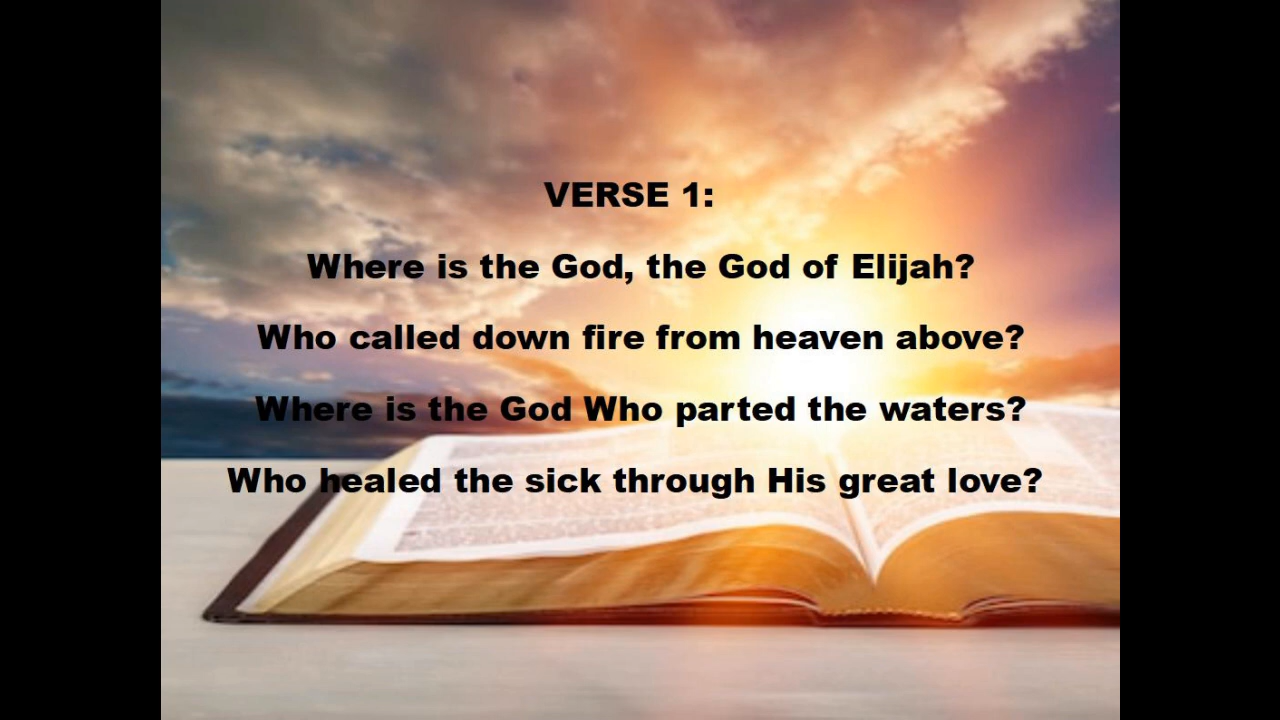 VERSE 1:
Where is the God, the God of Elijah?
Who called down fire from heaven above?
Where is the God Who parted the waters?
Who healed the sick through His great love?